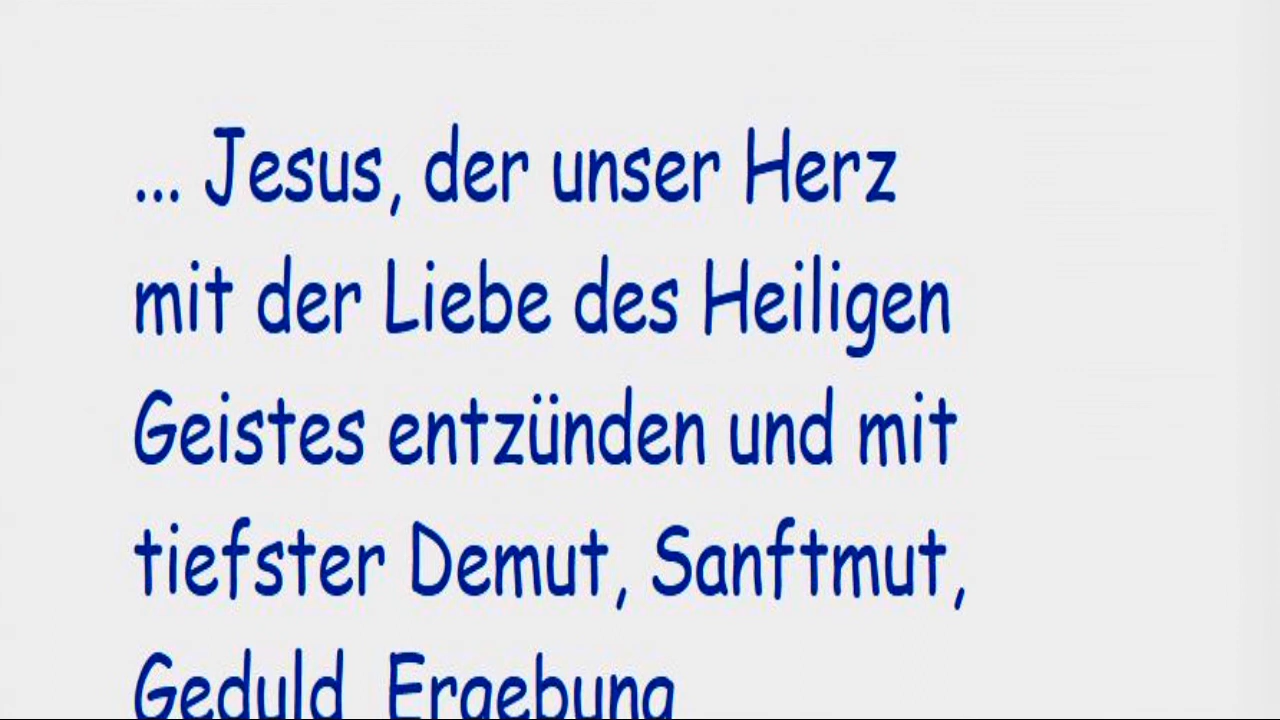 ... Jesus, der unser Herz
mit der Liebe des Heiligen
Geistes entzünden und mit
tiefster Demut, Sanftmut,
Geduld Ergebung